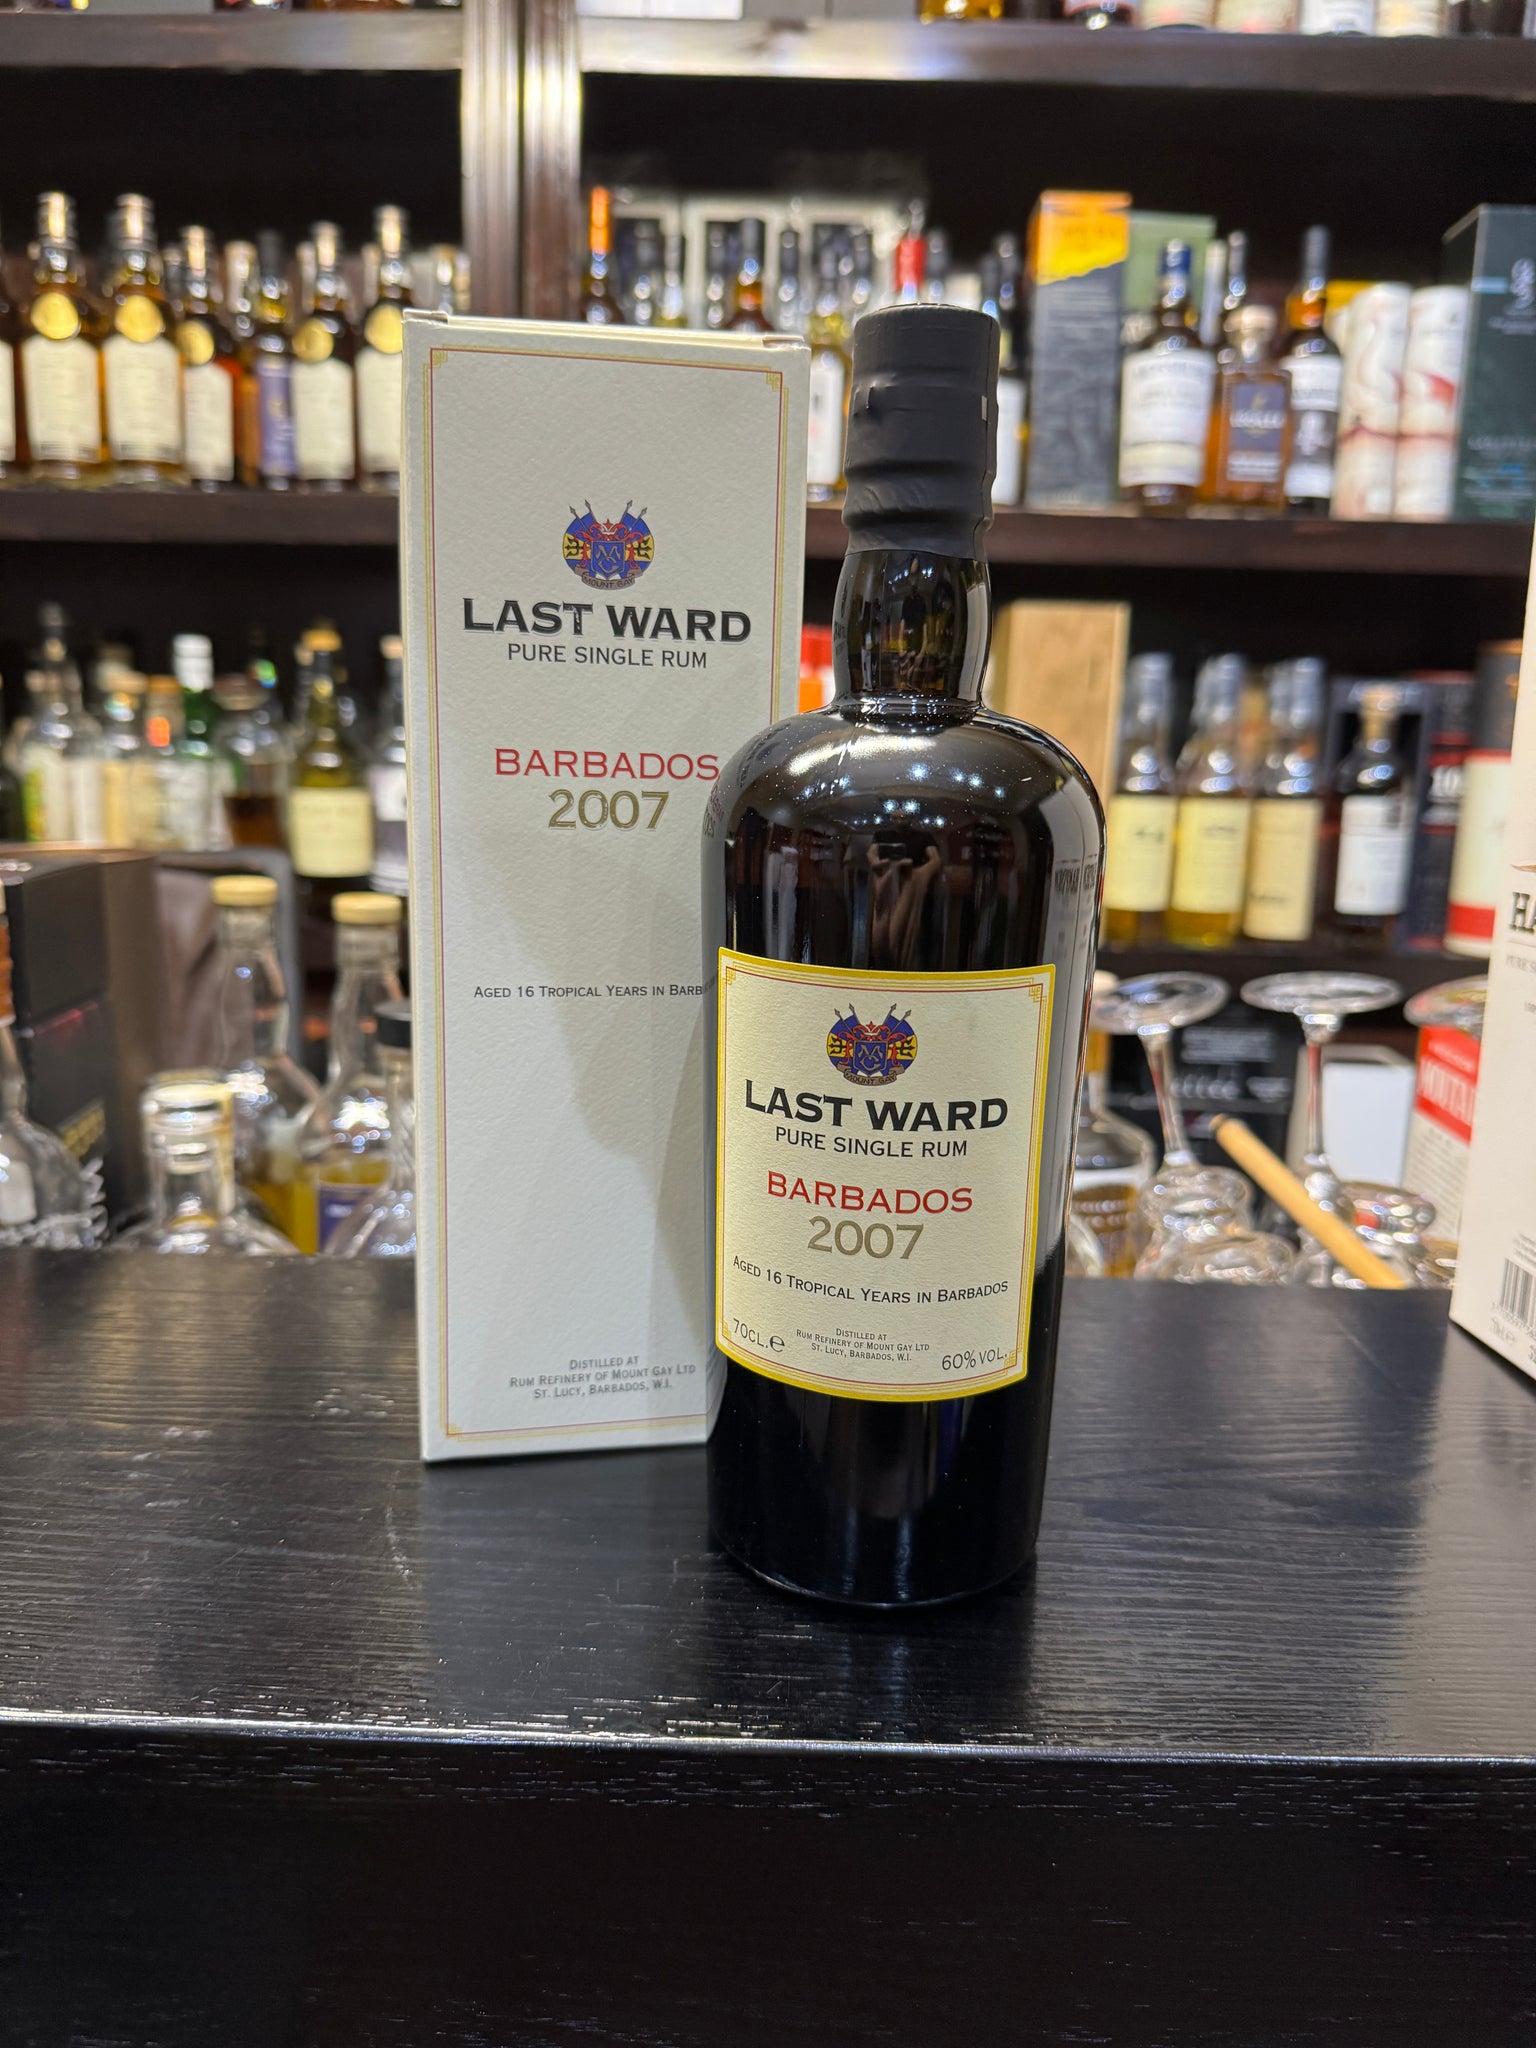 MOUNT GAY
LAST WARD
PURE SINGLE RUM
BARBADOS
2007
AGED 16 TROPICAL YEARS IN BARB
DISTILLED AT
RUM REFINERY OF MOUNT GAY LTD
ST. LUCY, BARBADOS, W.I.
MOUNT GAY
LAST WARD
PURE SINGLE RUM
BARBADOS
2007
AGED 16 TROPICAL YEARS IN BARBADOS
DISTILLED AT
RUM REFINERY OF MOUNT GAY LTD
ST. LUCY, BARBADOS, W.I.
70CL.e
60% VOL.
HA